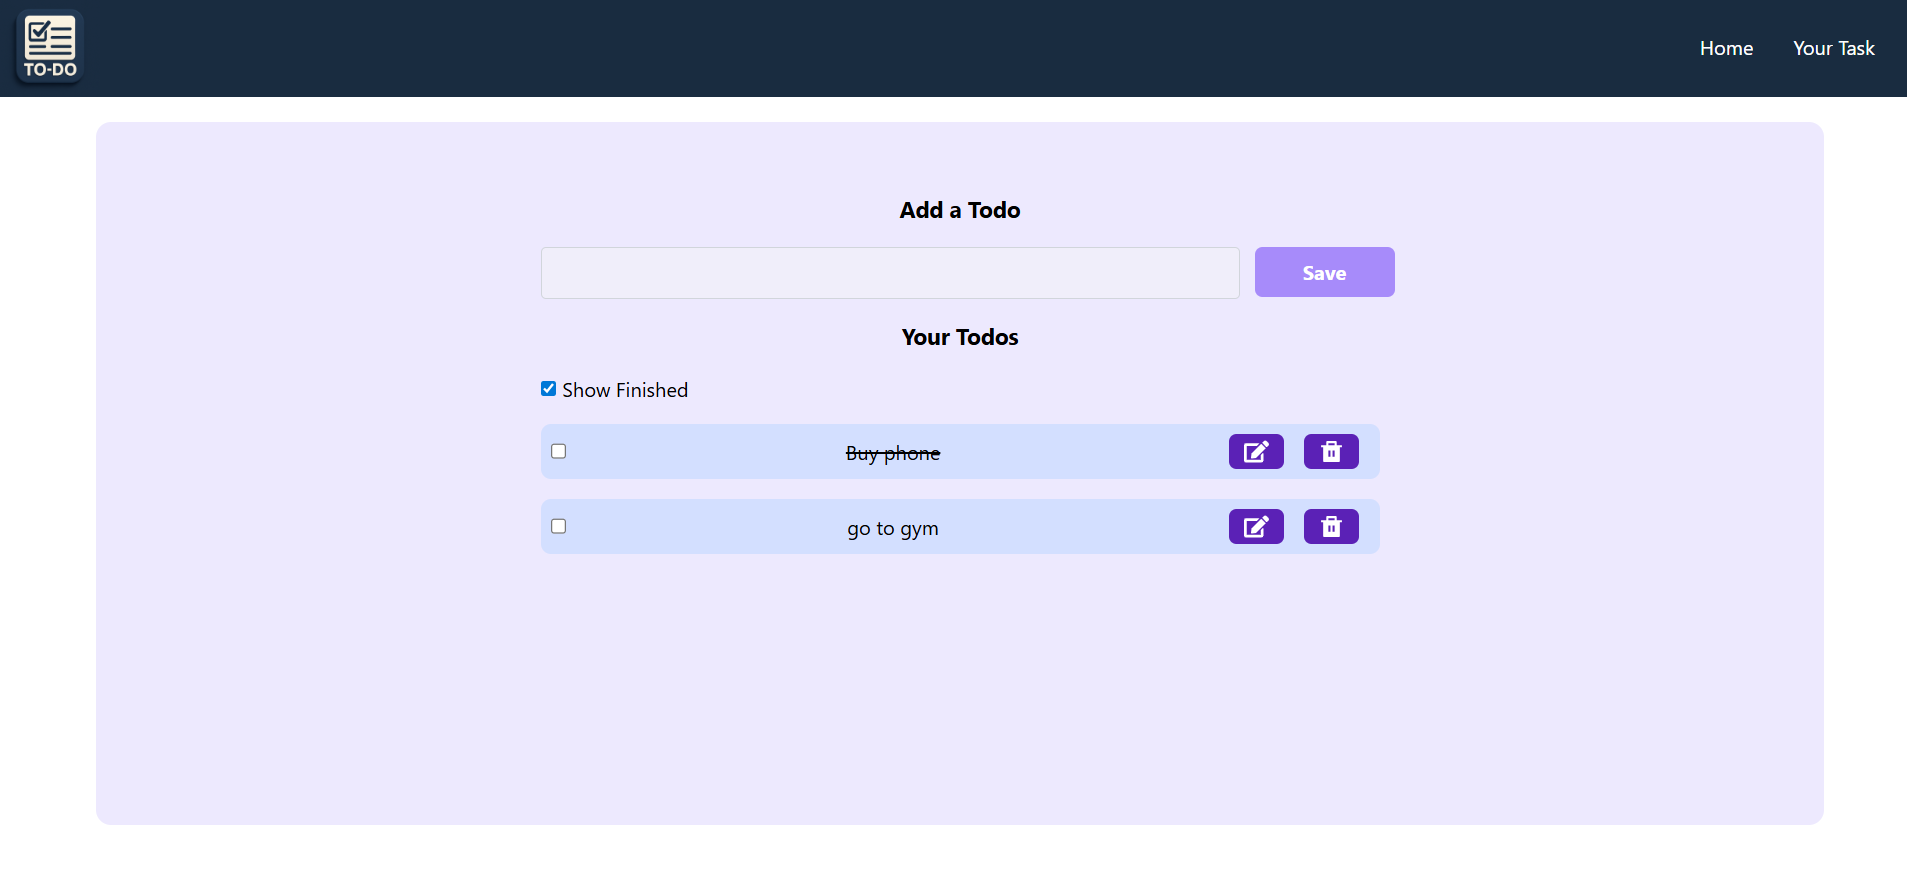 TO-DO
Home
Your Task
Add a Todo
Save
Your Todos
Show Finished
Buy phone
go to gym